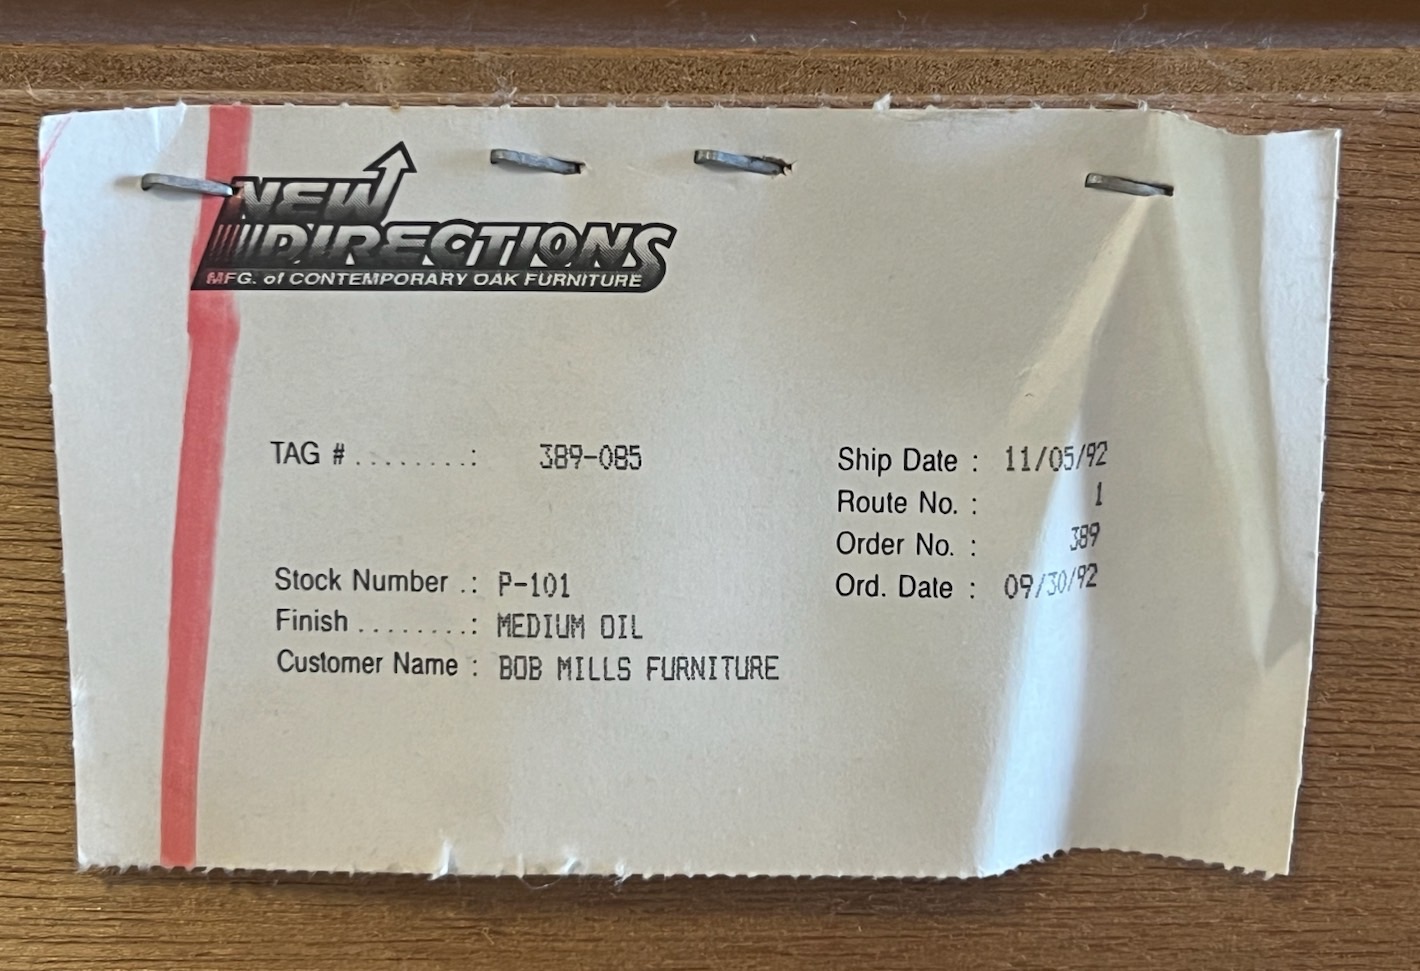 NEW
DIRECTIONS
MFG. of CONTEMPORARY OAK FURNITURE
TAG # ........: 389-085
Ship Date : 11/05/92
Route No. : 1
Order No. : 389
Ord. Date : 09/30/92
Stock Number .: P-101
Finish ........: MEDIUM OIL
Customer Name : BOB MILLS FURNITURE